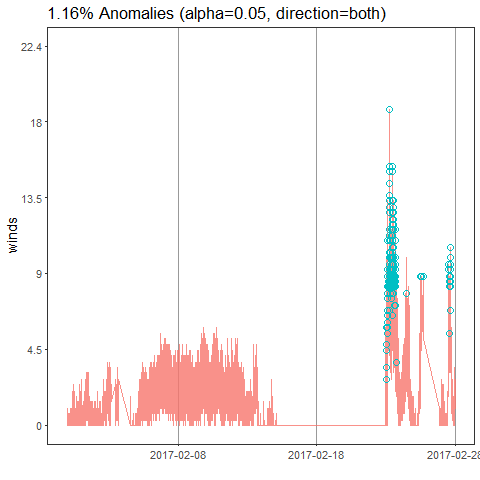 1.16% Anomalies (alpha=0.05, direction=both)
22.4
18
13.5
9
4.5
0
winds
2017-02-08 2017-02-18 2017-02-28